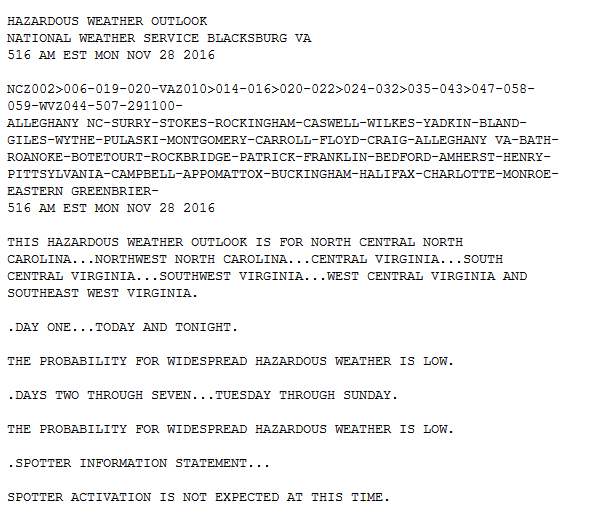 HAZARDOUS WEATHER OUTLOOK
NATIONAL WEATHER SERVICE BLACKSBURG VA
516 AM EST MON NOV 28 2016
NCZ002>006-019-020-VAZ010>014-016>020-022>024-032>035-043>047-058-
059-WVZ044-507-291100-
ALLEGHANY NC-SURRY-STOKES-ROCKINGHAM-CASWELL-WILKES-YADKIN-BLAND-
GILES-WYTHE-PULASKI-MONTGOMERY-CARROLL-FLOYD-CRAIG-ALLEGHANY VA-BATH-
ROANOKE-BOTETOURT-ROCKBRIDGE-PATRICK-FRANKLIN-BEDFORD-AMHERST-HENRY-
PITTSYLVANIA-CAMPBELL-APPOMATTOX-BUCKINGHAM-HALIFAX-CHARLOTTE-MONROE-
EASTERN GREENBRIER-
516 AM EST MON NOV 28 2016
THIS HAZARDOUS WEATHER OUTLOOK IS FOR NORTH CENTRAL NORTH
CAROLINA...NORTHWEST NORTH CAROLINA...CENTRAL VIRGINIA...SOUTH
CENTRAL VIRGINIA...SOUTHWEST VIRGINIA...WEST CENTRAL VIRGINIA AND
SOUTHEAST WEST VIRGINIA.
.DAY ONE...TODAY AND TONIGHT.
THE PROBABILITY FOR WIDESPREAD HAZARDOUS WEATHER IS LOW.
.DAYS TWO THROUGH SEVEN...TUESDAY THROUGH SUNDAY.
THE PROBABILITY FOR WIDESPREAD HAZARDOUS WEATHER IS LOW.
.SPOTTER INFORMATION STATEMENT...
SPOTTER ACTIVATION IS NOT EXPECTED AT THIS TIME.